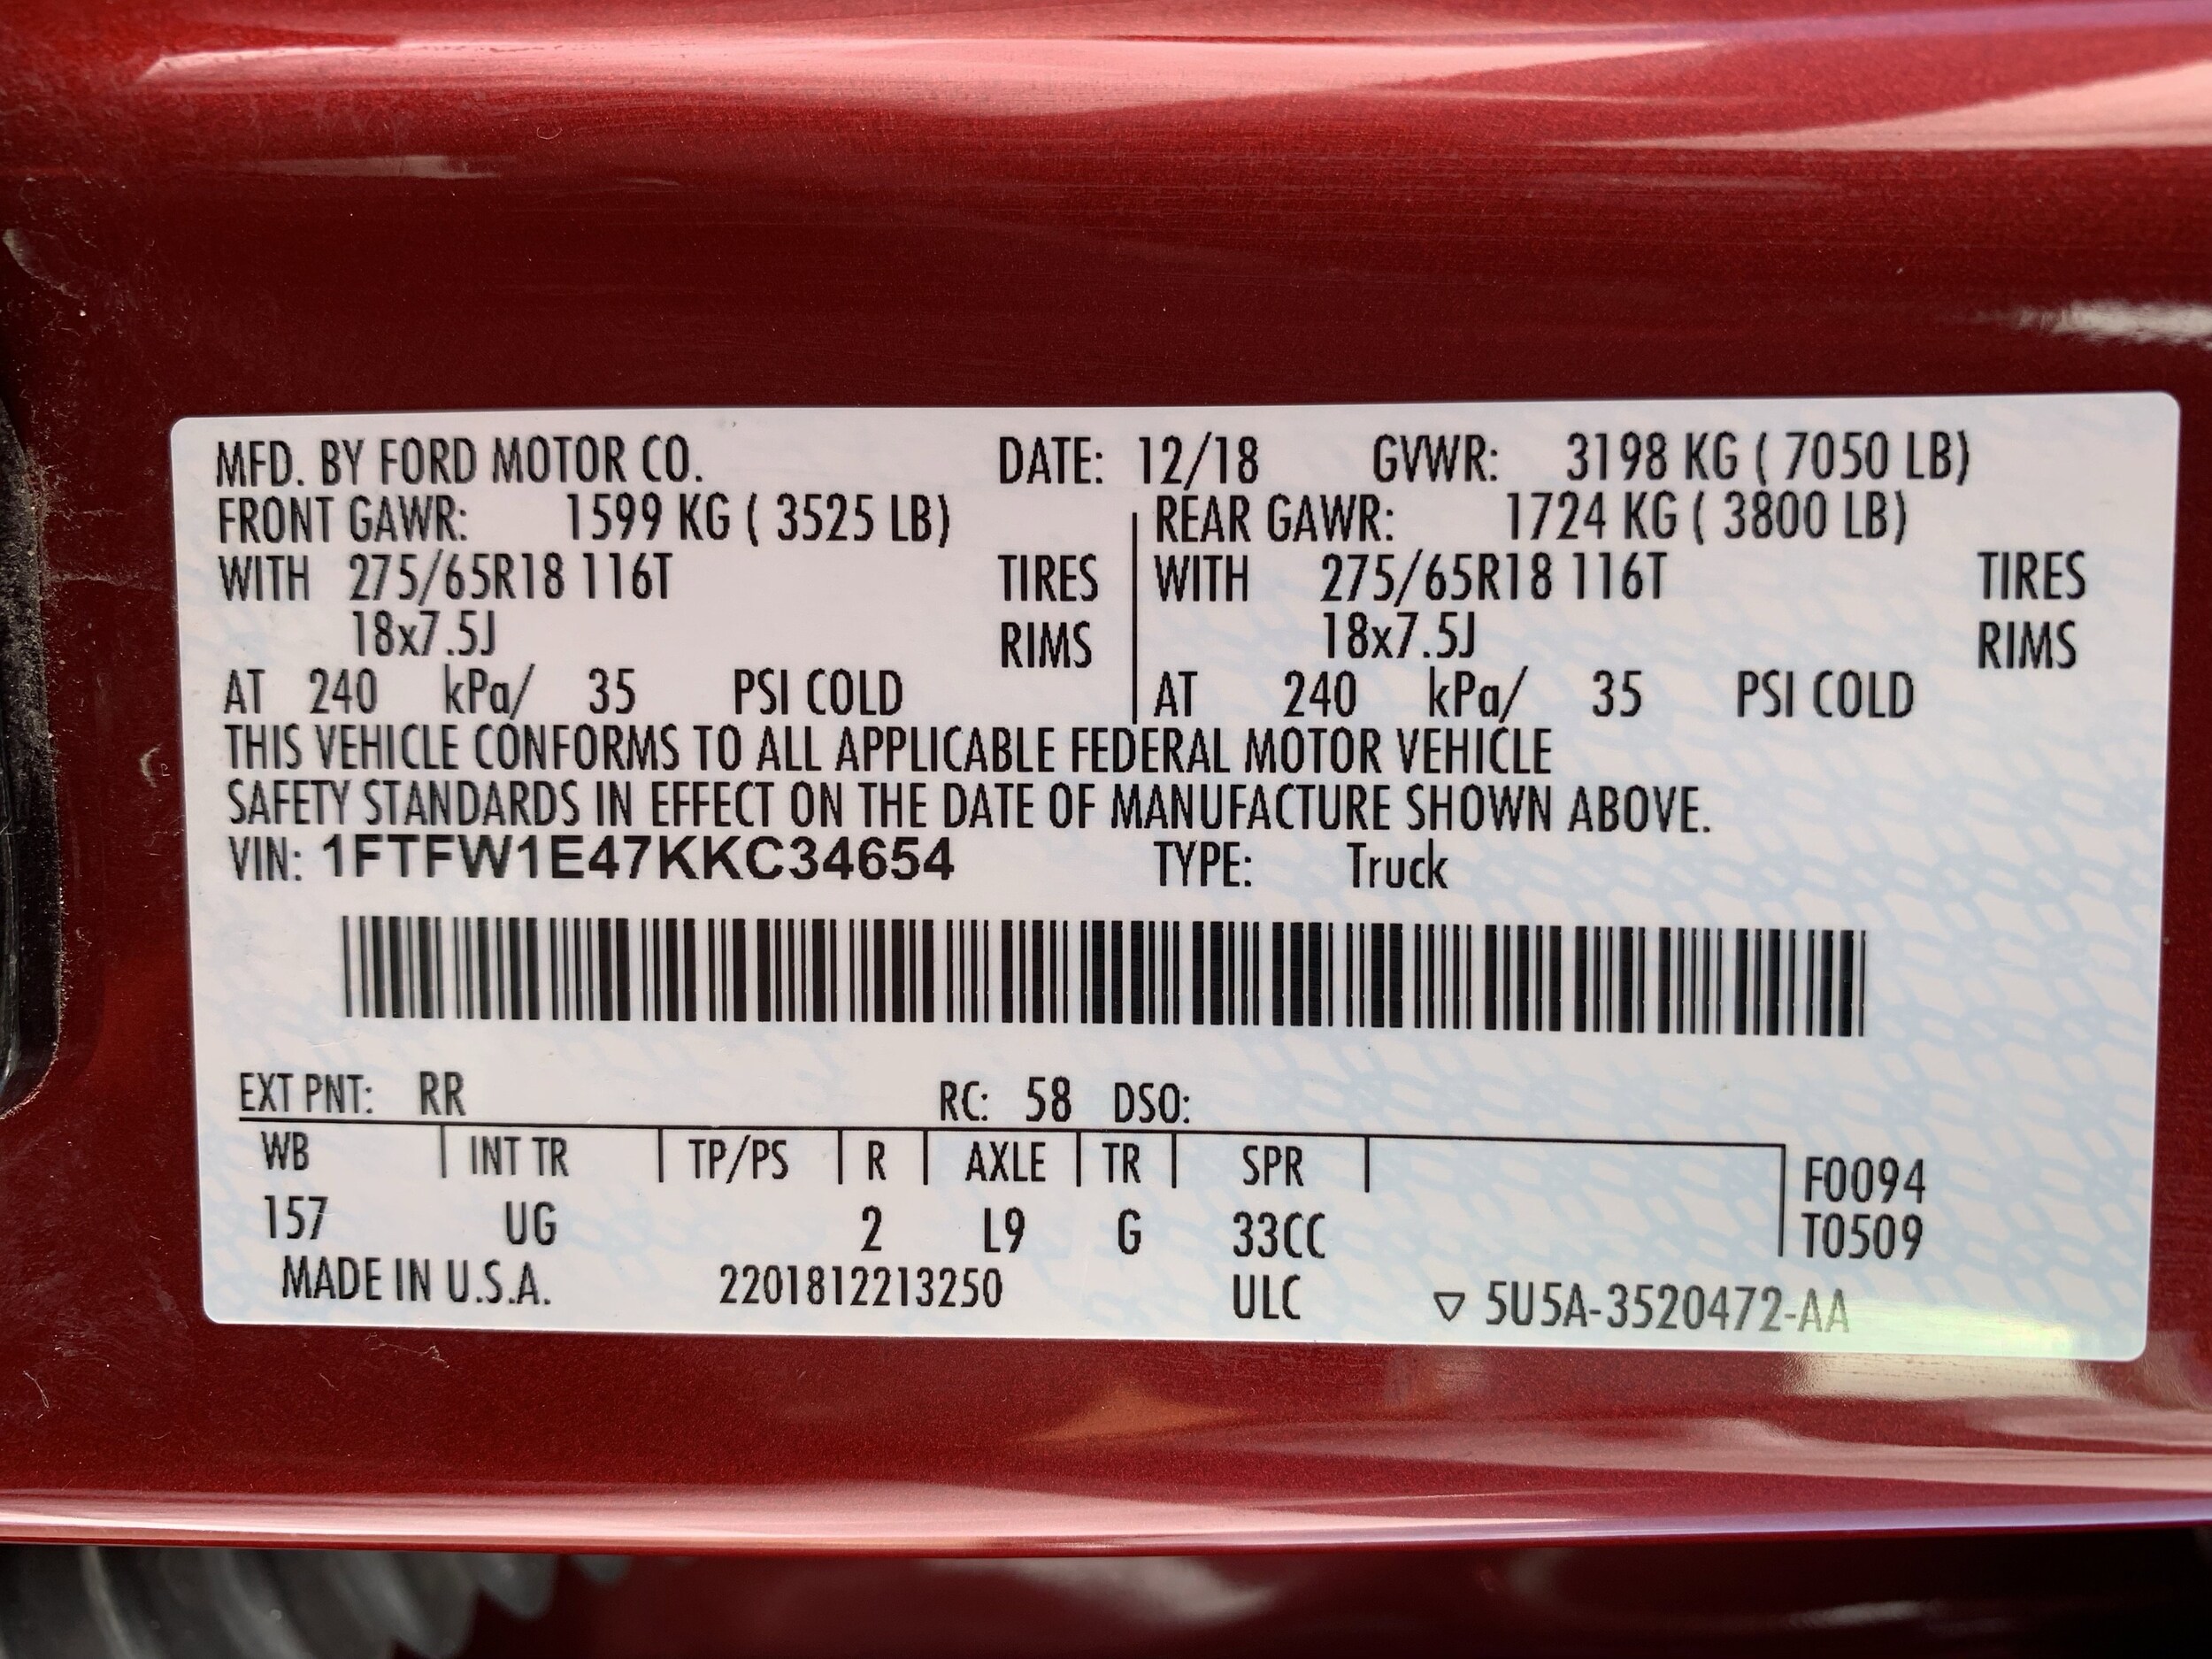 MFD. BY FORD MOTOR CO. DATE: 12/18 GVWR: 3198 KG ( 7050 LB)
FRONT GAWR: 1599 KG ( 3525 LB) REAR GAWR: 1724 KG ( 3800 LB)
WITH 275/65R18 116T TIRES WITH 275/65R18 116T TIRES
18x7.5J RIMS 18x7.5J RIMS
AT 240 kPa/ 35 PSI COLD AT 240 kPa/ 35 PSI COLD
THIS VEHICLE CONFORMS TO ALL APPLICABLE FEDERAL MOTOR VEHICLE
SAFETY STANDARDS IN EFFECT ON THE DATE OF MANUFACTURE SHOWN ABOVE.
VIN: 1FTFW1E47KKC34654 TYPE: Truck
EXT PNT: RR RC: 58 DSO:
WB INT TR TP/PS R AXLE TR SPR F0094
157 UG 2 L9 G 33CC T0509
MADE IN U.S.A. 2201812213250 ULC ▽ 5U5A-3520472-AA